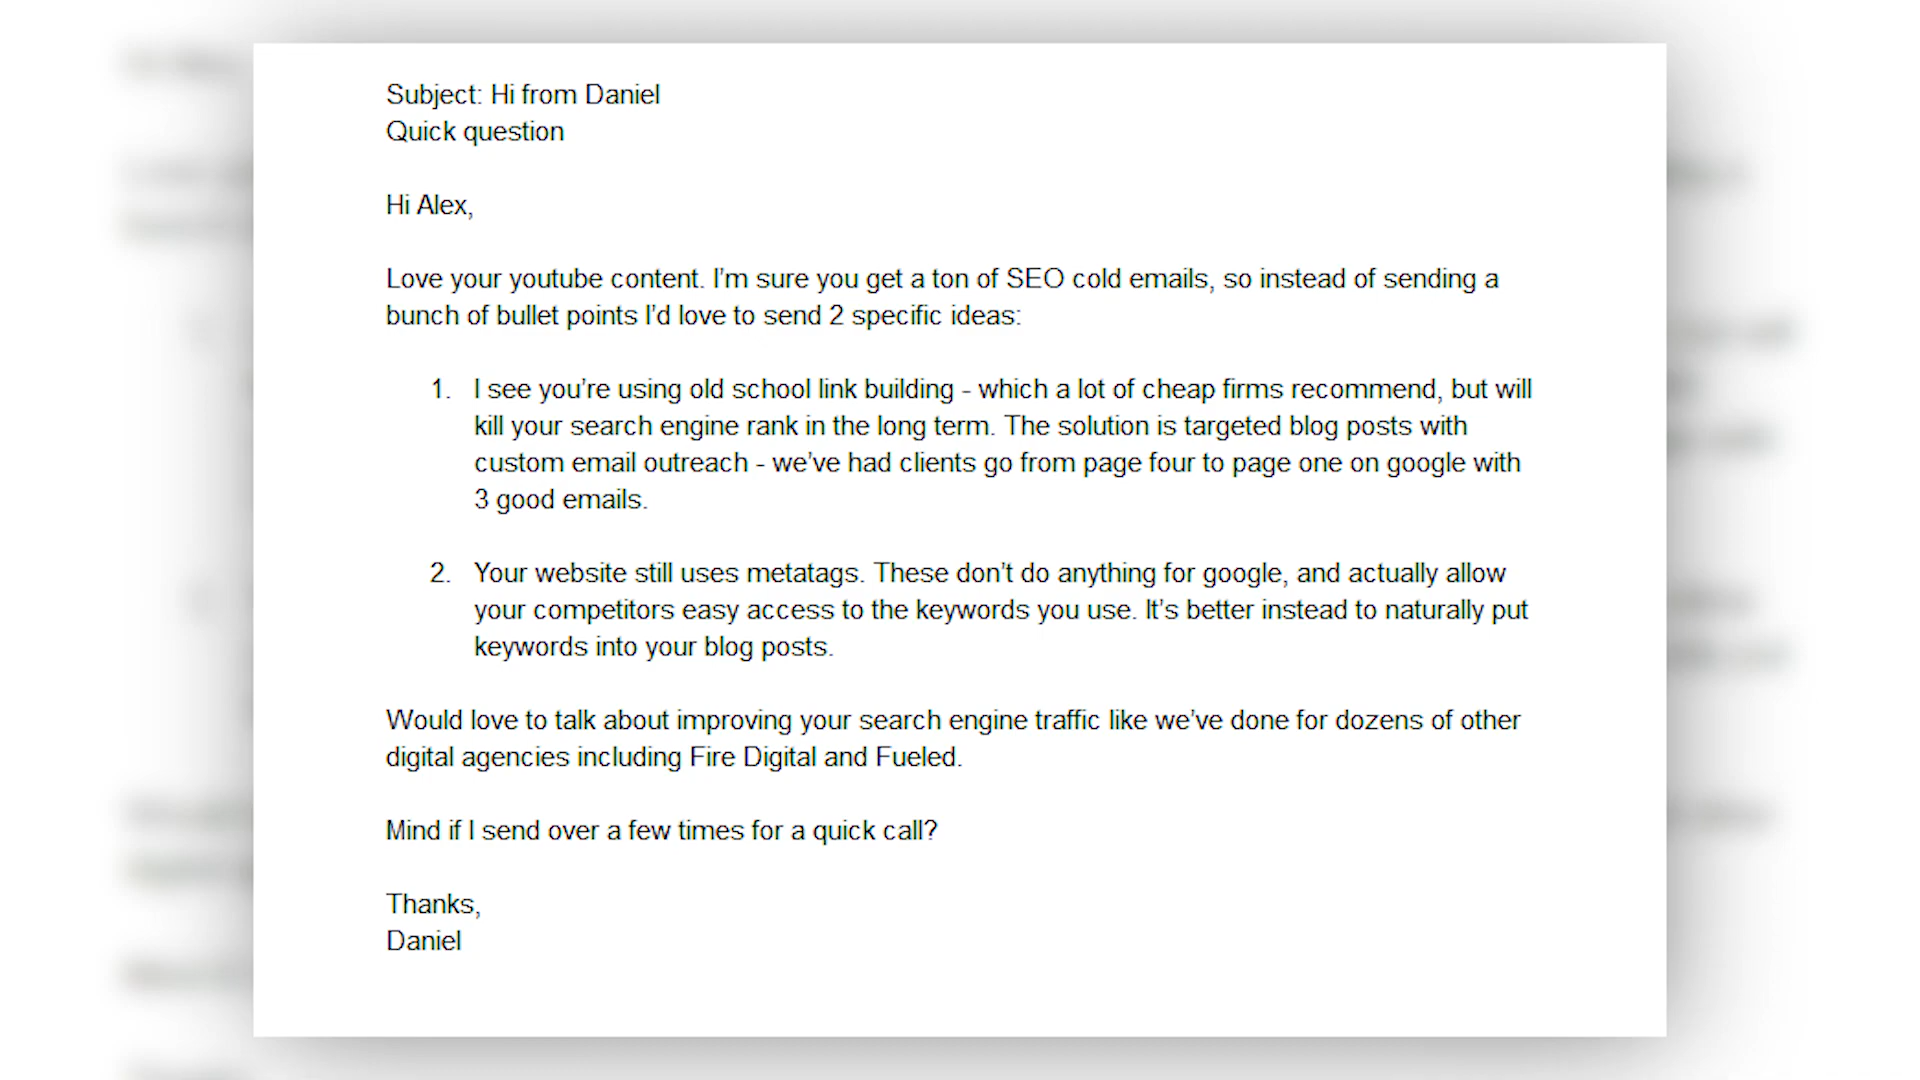 Subject: Hi from Daniel
Quick question
Hi Alex,
Love your youtube content. I'm sure you get a ton of SEO cold emails, so instead of sending a
bunch of bullet points I'd love to send 2 specific ideas:
1. I see you're using old school link building - which a lot of cheap firms recommend, but will
kill your search engine rank in the long term. The solution is targeted blog posts with
custom email outreach - we've had clients go from page four to page one on google with
3 good emails.
2. Your website still uses metatags. These don't do anything for google, and actually allow
your competitors easy access to the keywords you use. It's better instead to naturally put
keywords into your blog posts.
Would love to talk about improving your search engine traffic like we've done for dozens of other
digital agencies including Fire Digital and Fueled.
Mind if I send over a few times for a quick call?
Thanks,
Daniel